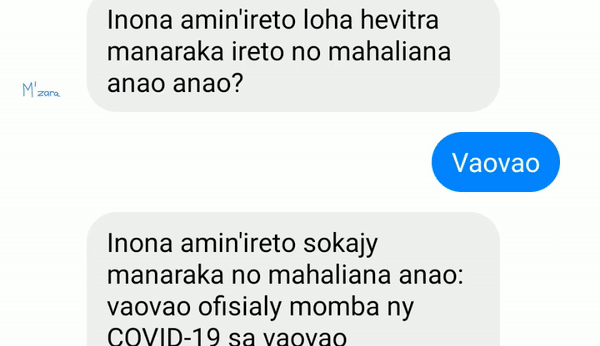 Inona amin'ireto loha hevitra
manaraka ireto no mahaliana
anao anao?
M'zara
Vaovao
Inona amin'ireto sokajy
manaraka no mahaliana anao:
vaovao ofisialy momba ny
COVID-19 sa vaovao